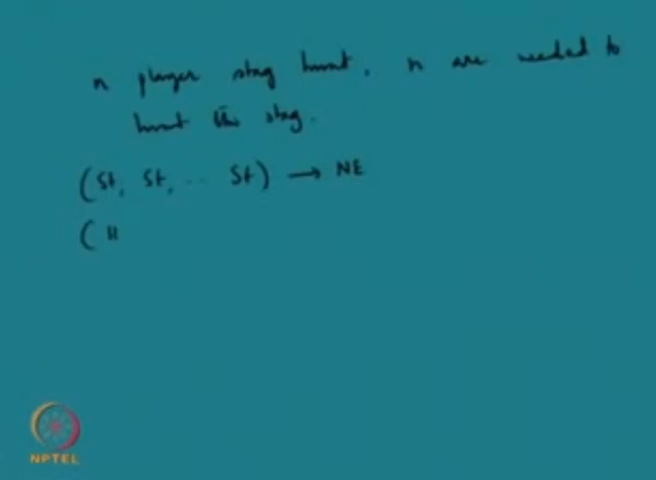 n player stag hunt, n are needed to
hunt the stag.
(St, St, .. St) → NE
( H
NPTEL